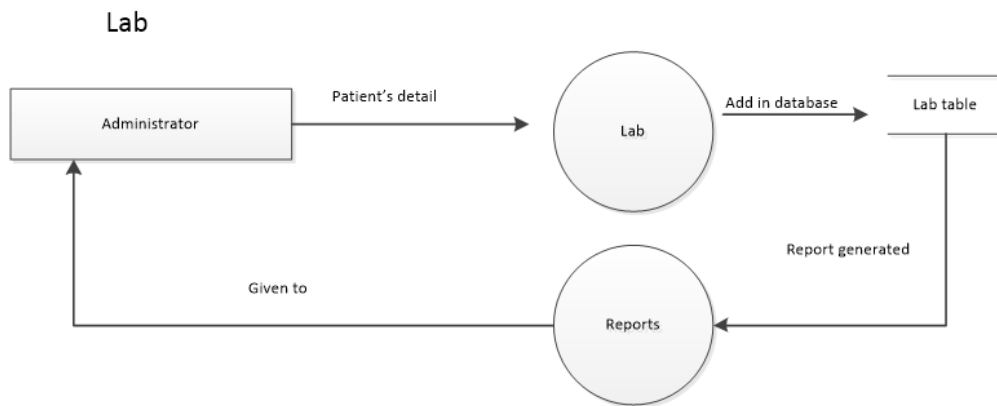 Lab
Patient's detail
Administrator
Lab
Add in database
Lab table
Report generated
Given to
Reports